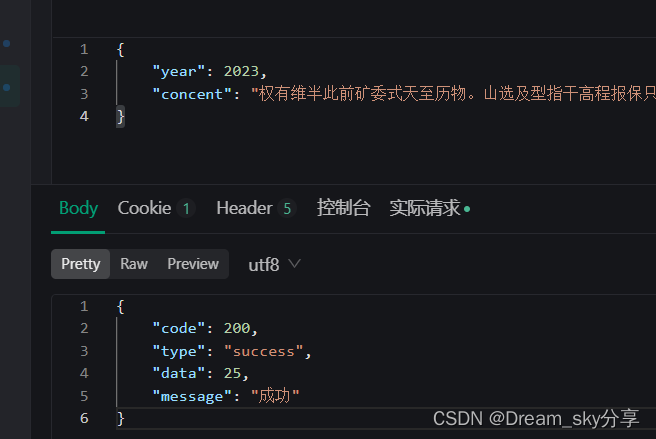 1 {
2 "year": 2023,
3 "concent": "权有维半此前矿委式天至历物。山选及型指干高程报保只
4 }
Body Cookie 1 Header 5 控制台 实际请求
Pretty Raw Preview utf8
1 {
2 "code": 200,
3 "type": "success",
4 "data": 25,
5 "message": "成功"
6 }
CSDN @Dream_sky分享